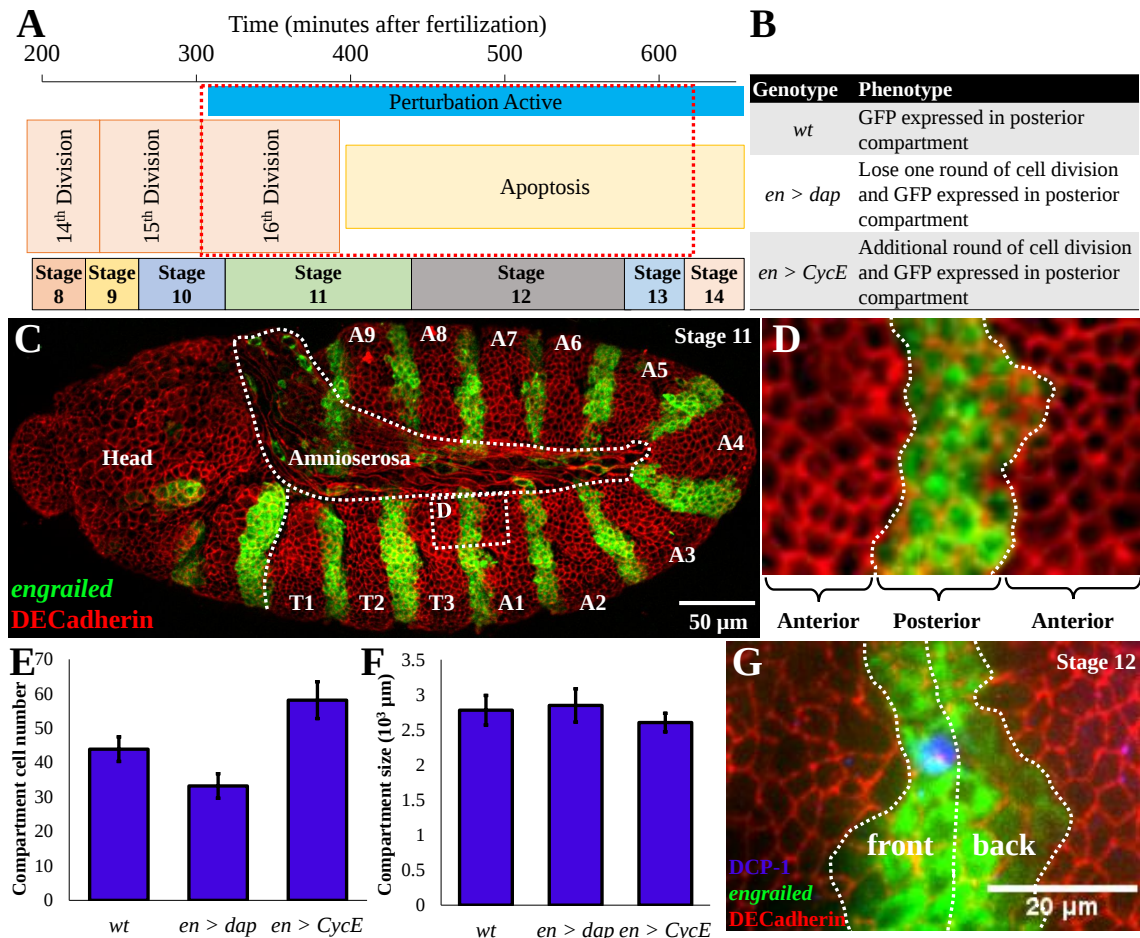 A
Time (minutes after fertilization)
200 300 400 500 600
Perturbation Active
14th Division
15th Division
16th Division
Apoptosis
Stage 8
Stage 9
Stage 10
Stage 11
Stage 12
Stage 13
Stage 14
B
Genotype Phenotype
wt
GFP expressed in posterior
compartment
en > dap
Lose one round of cell division
and GFP expressed in posterior
compartment
en > CycE
Additional round of cell division
and GFP expressed in posterior
compartment
C
A9 A8 A7 A6
Stage 11
A5
A4
Head
Amnioserosa
D
A3
T1 T2 T3 A1 A2
engrailed
DECadherin
50 µm
D
Anterior Posterior Anterior
E
Compartment cell number
70
60
50
40
30
20
10
0
wt en > dap en > CycE
F
Compartment size (10³ µm)
3.5
3
2.5
2
1.5
1
0.5
0
wt en > dap en > CycE
G
Stage 12
front back
DCP-1
engrailed
DECadherin
20 µm